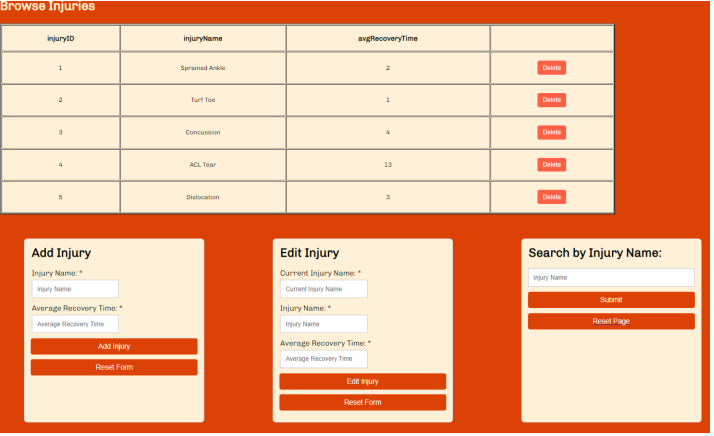 Browse Injuries
injuryID injuryName avgRecoveryTime
1 Sprained Ankle 2 Delete
2 Turf Toe 1 Delete
3 Concussion 4 Delete
4 ACL Tear 13 Delete
5 Dislocation 3 Delete
Add Injury
Injury Name: *
Injury Name
Average Recovery Time: *
Average Recovery Time
Add Injury
Reset Form
Edit Injury
Current Injury Name: *
Current Injury Name
Injury Name: *
Injury Name
Average Recovery Time: *
Average Recovery Time
Edit Injury
Reset Form
Search by Injury Name:
Injury Name
Submit
Reset Page